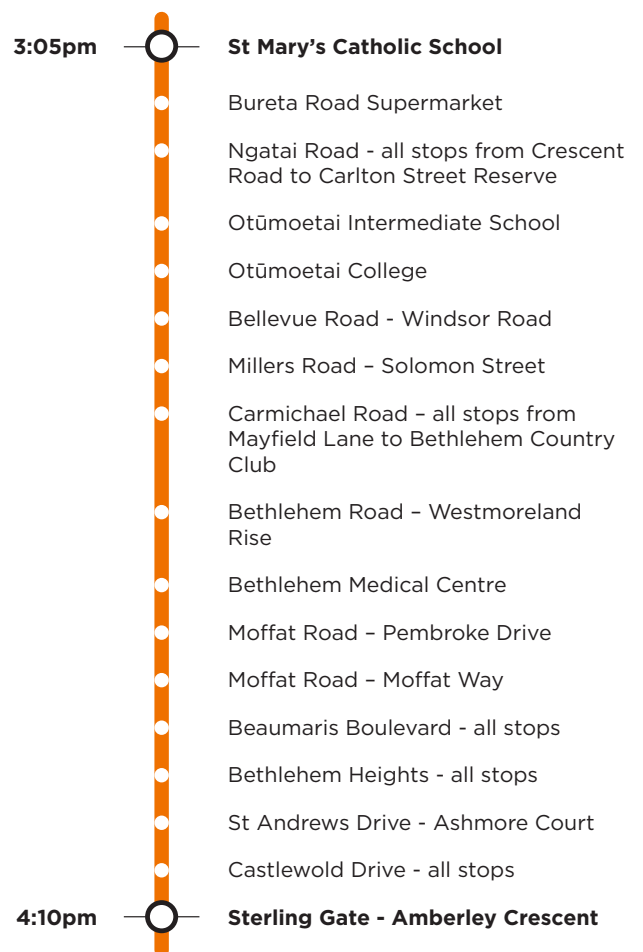 3:05pm St Mary’s Catholic School
Bureta Road Supermarket
Ngatai Road - all stops from Crescent
Road to Carlton Street Reserve
Otūmoetai Intermediate School
Otūmoetai College
Bellevue Road - Windsor Road
Millers Road – Solomon Street
Carmichael Road – all stops from
Mayfield Lane to Bethlehem Country
Club
Bethlehem Road – Westmoreland
Rise
Bethlehem Medical Centre
Moffat Road – Pembroke Drive
Moffat Road – Moffat Way
Beaumaris Boulevard - all stops
Bethlehem Heights - all stops
St Andrews Drive - Ashmore Court
Castlewold Drive - all stops
4:10pm Sterling Gate - Amberley Crescent